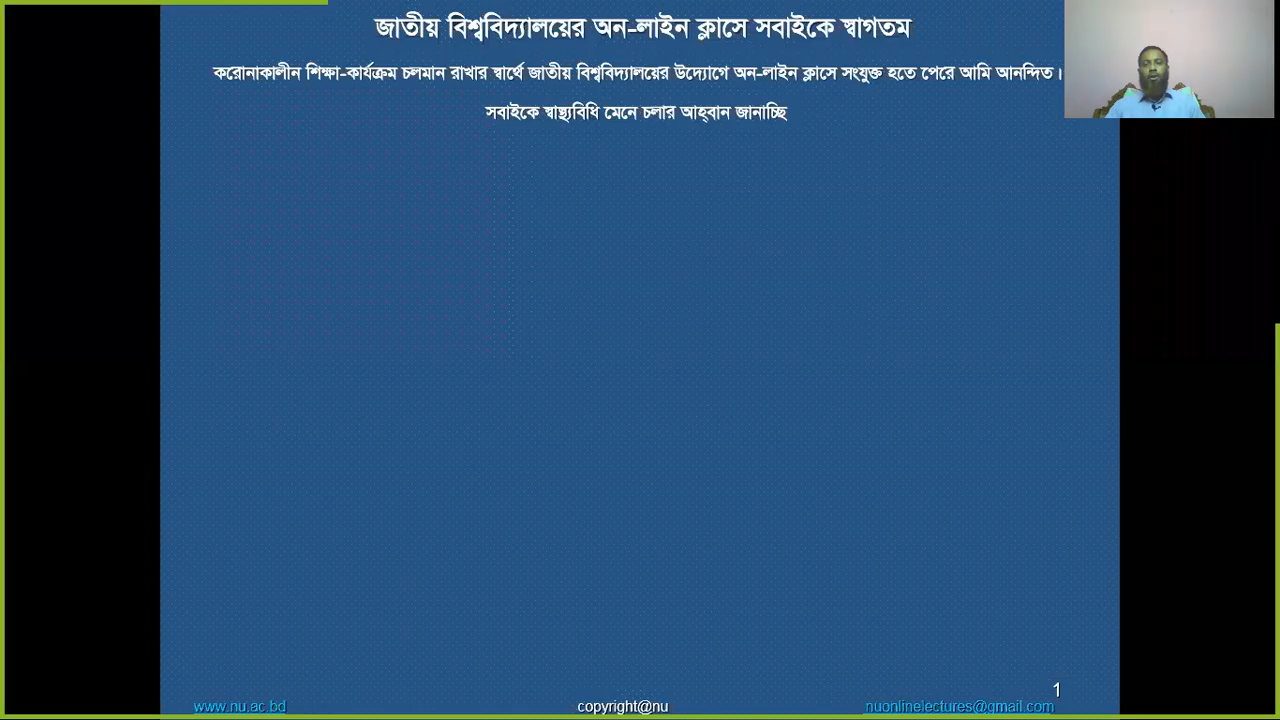 জাতীয় বিশ্ববিদ্যালয়ের অন-লাইন ক্লাসে সবাইকে স্বাগতম
করোনাকালীন শিক্ষা-কার্যক্রম চলমান রাখার স্বার্থে জাতীয় বিশ্ববিদ্যালয়ের উদ্যোগে অন-লাইন ক্লাসে সংযুক্ত হতে পেরে আমি আনন্দিত।
সবাইকে স্বাস্থ্যবিধি মেনে চলার আহ্বান জানাচ্ছি
1
www.nu.ac.bd copyright@nu nuonlinelectures@gmail.com